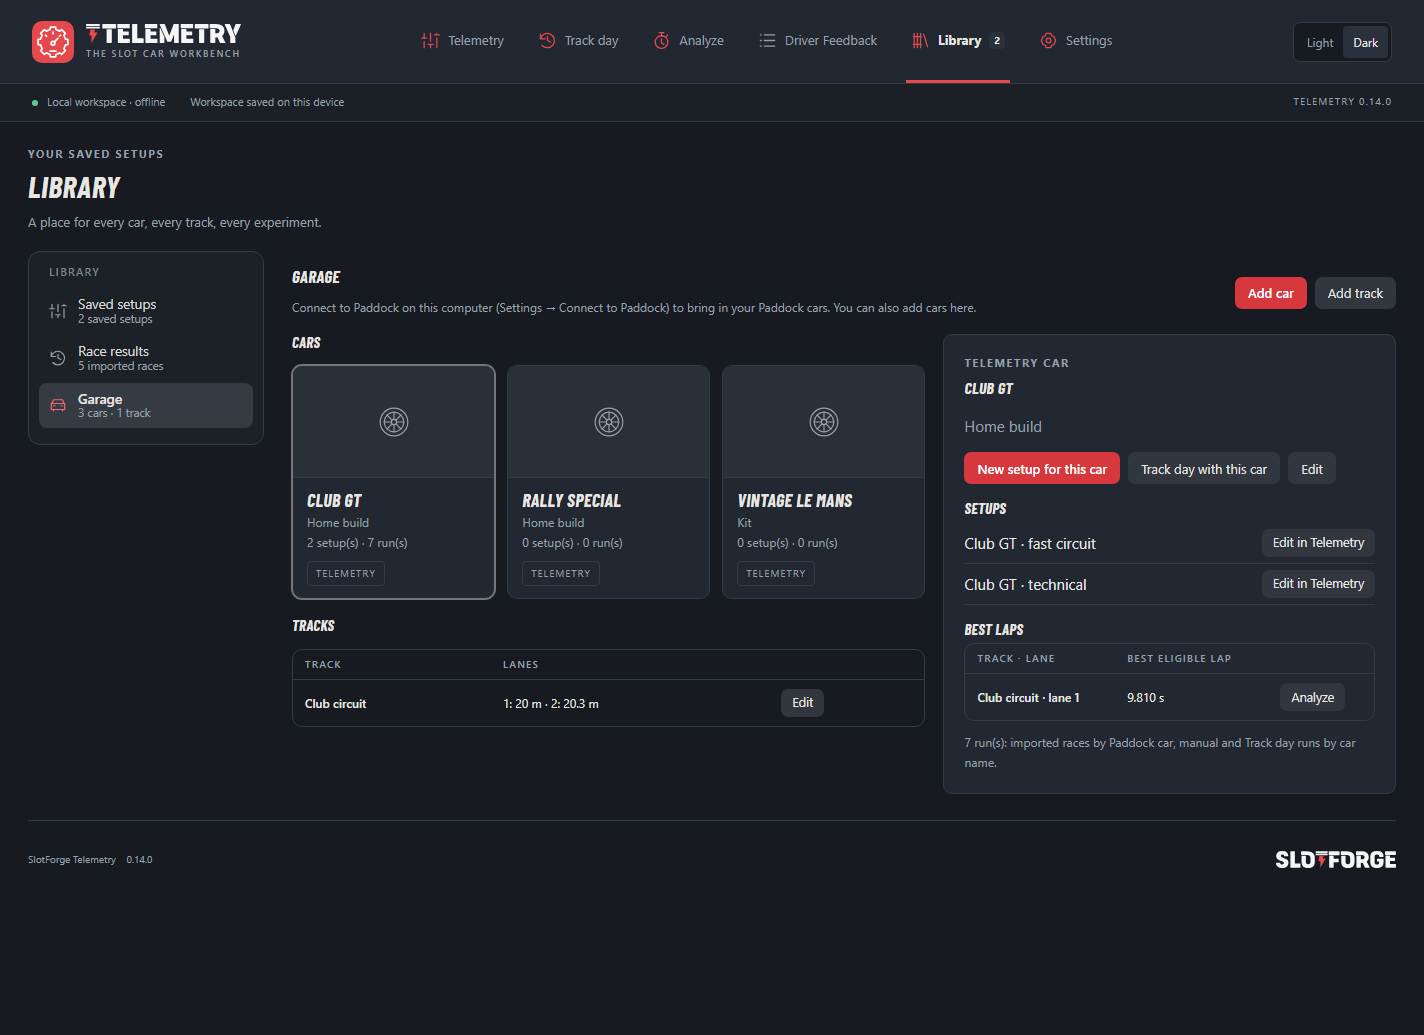 TELEMETRY
THE SLOT CAR WORKBENCH
Telemetry
Track day
Analyze
Driver Feedback
Library 2
Settings
Light Dark
Local workspace · offline
Workspace saved on this device
TELEMETRY 0.14.0
YOUR SAVED SETUPS
LIBRARY
A place for every car, every track, every experiment.
LIBRARY
Saved setups
2 saved setups
Race results
5 imported races
Garage
3 cars · 1 track
GARAGE
Connect to Paddock on this computer (Settings → Connect to Paddock) to bring in your Paddock cars. You can also add cars here.
Add car
Add track
CARS
CLUB GT
Home build
2 setup(s) · 7 run(s)
TELEMETRY
RALLY SPECIAL
Home build
0 setup(s) · 0 run(s)
TELEMETRY
VINTAGE LE MANS
Kit
0 setup(s) · 0 run(s)
TELEMETRY
TRACKS
TRACK LANES
Club circuit 1: 20 m · 2: 20.3 m Edit
TELEMETRY CAR
CLUB GT
Home build
New setup for this car
Track day with this car
Edit
SETUPS
Club GT · fast circuit Edit in Telemetry
Club GT · technical Edit in Telemetry
BEST LAPS
TRACK · LANE BEST ELIGIBLE LAP
Club circuit · lane 1 9.810 s Analyze
7 run(s): imported races by Paddock car, manual and Track day runs by car
name.
SlotForge Telemetry 0.14.0
SLOTFORGE